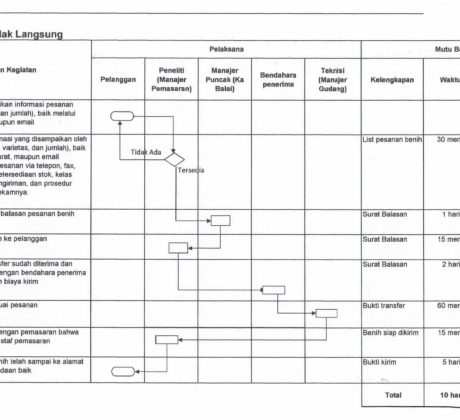 dak Langsung
Pelaksana
Mutu Ba
n Kegiatan
Pelanggan
Peneliti
(Manajer
Pemasaran)
Manajer
Puncak (Ka
Balai)
Bendahara
penerima
Teknisi
(Manajer
Gudang)
Kelengkapan
Waktu
ikan informasi pesanan
an jumlah), baik melalui
upun email
nasi yang disampaikan oleh
varietas, dan jumlah), baik
rat, maupun email
esanan via telepon, fax,
etersediaan stok, kelas
ngiriman, dan prosedur
ekamnya.
Tidak Ada
Tersedia
List pesanan benih
30 men
balasan pesanan benih
Surat Balasan
1 hari
n ke pelanggan
Surat Balasan
15 men
sfer sudah diterima dan
engan bendahara penerima
n biaya kirim
Surat Balasan
2 hari
uai pesanan
Bukti transfer
60 men
engan pemasaran bahwa
staf pemasaran
Benih siap dikirim
15 men
nih telah sampai ke alamat
daan baik
Bukti kirim
5 hari
Total
10 har